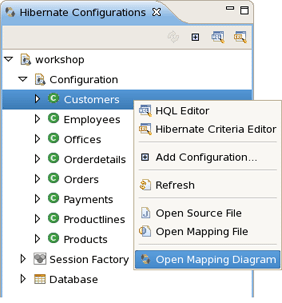 Hibernate Configurations
workshop
Configuration
Customers
Employees
Offices
Orderdetails
Orders
Payments
Productlines
Products
Session Factory
Database
HQL Editor
Hibernate Criteria Editor
Add Configuration...
Refresh
Open Source File
Open Mapping File
Open Mapping Diagram